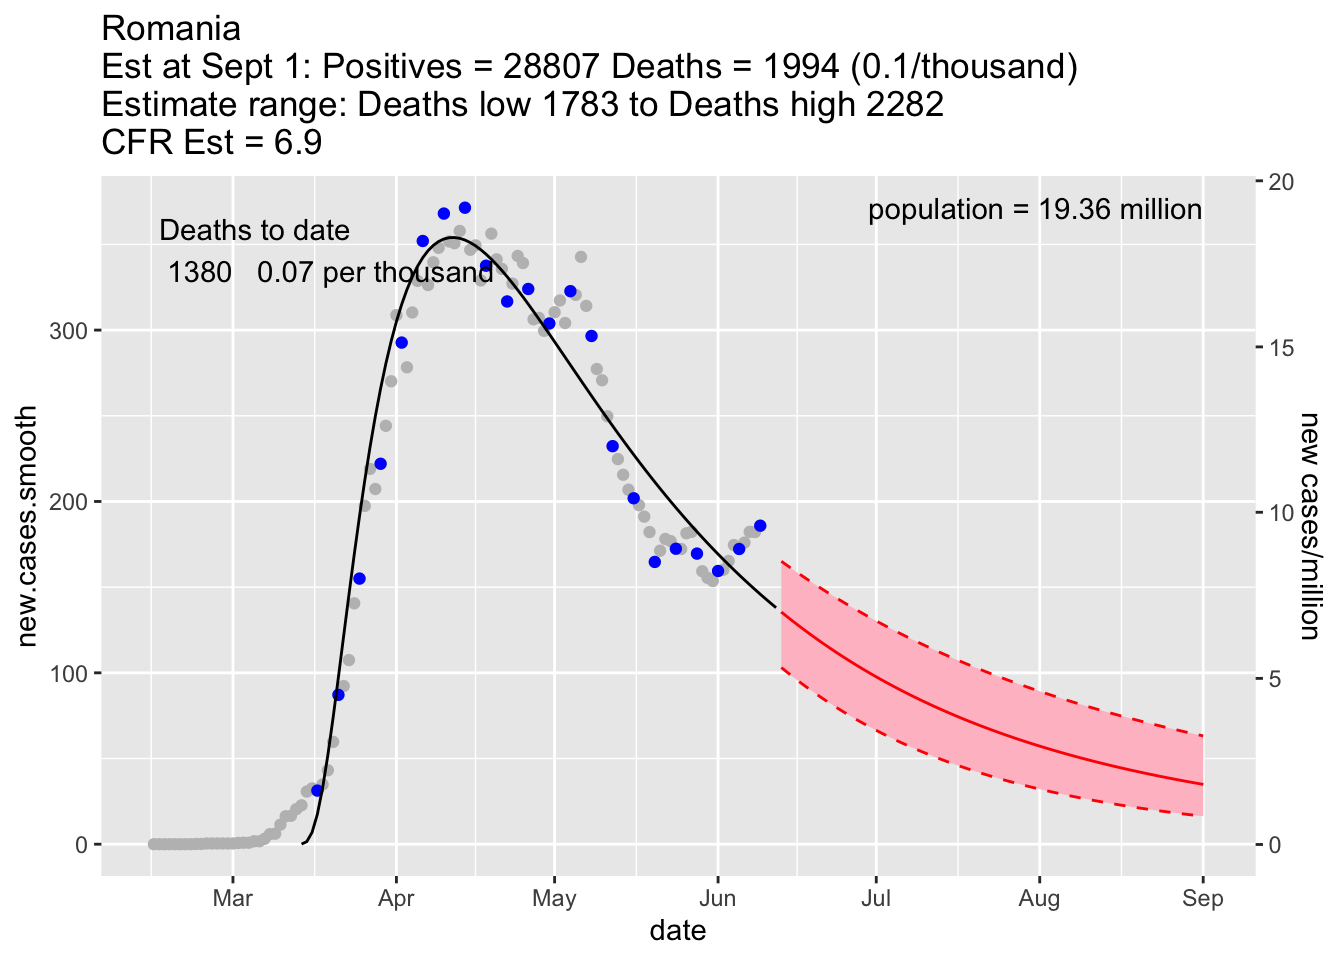 Romania
Est at Sept 1: Positives = 28807 Deaths = 1994 (0.1/thousand)
Estimate range: Deaths low 1783 to Deaths high 2282
CFR Est = 6.9
Deaths to date
1380 0.07 per thousand
population = 19.36 million
300
200
100
0
new.cases.smooth
20
15
10
5
0
new cases/million
Mar Apr May Jun Jul Aug Sep
date